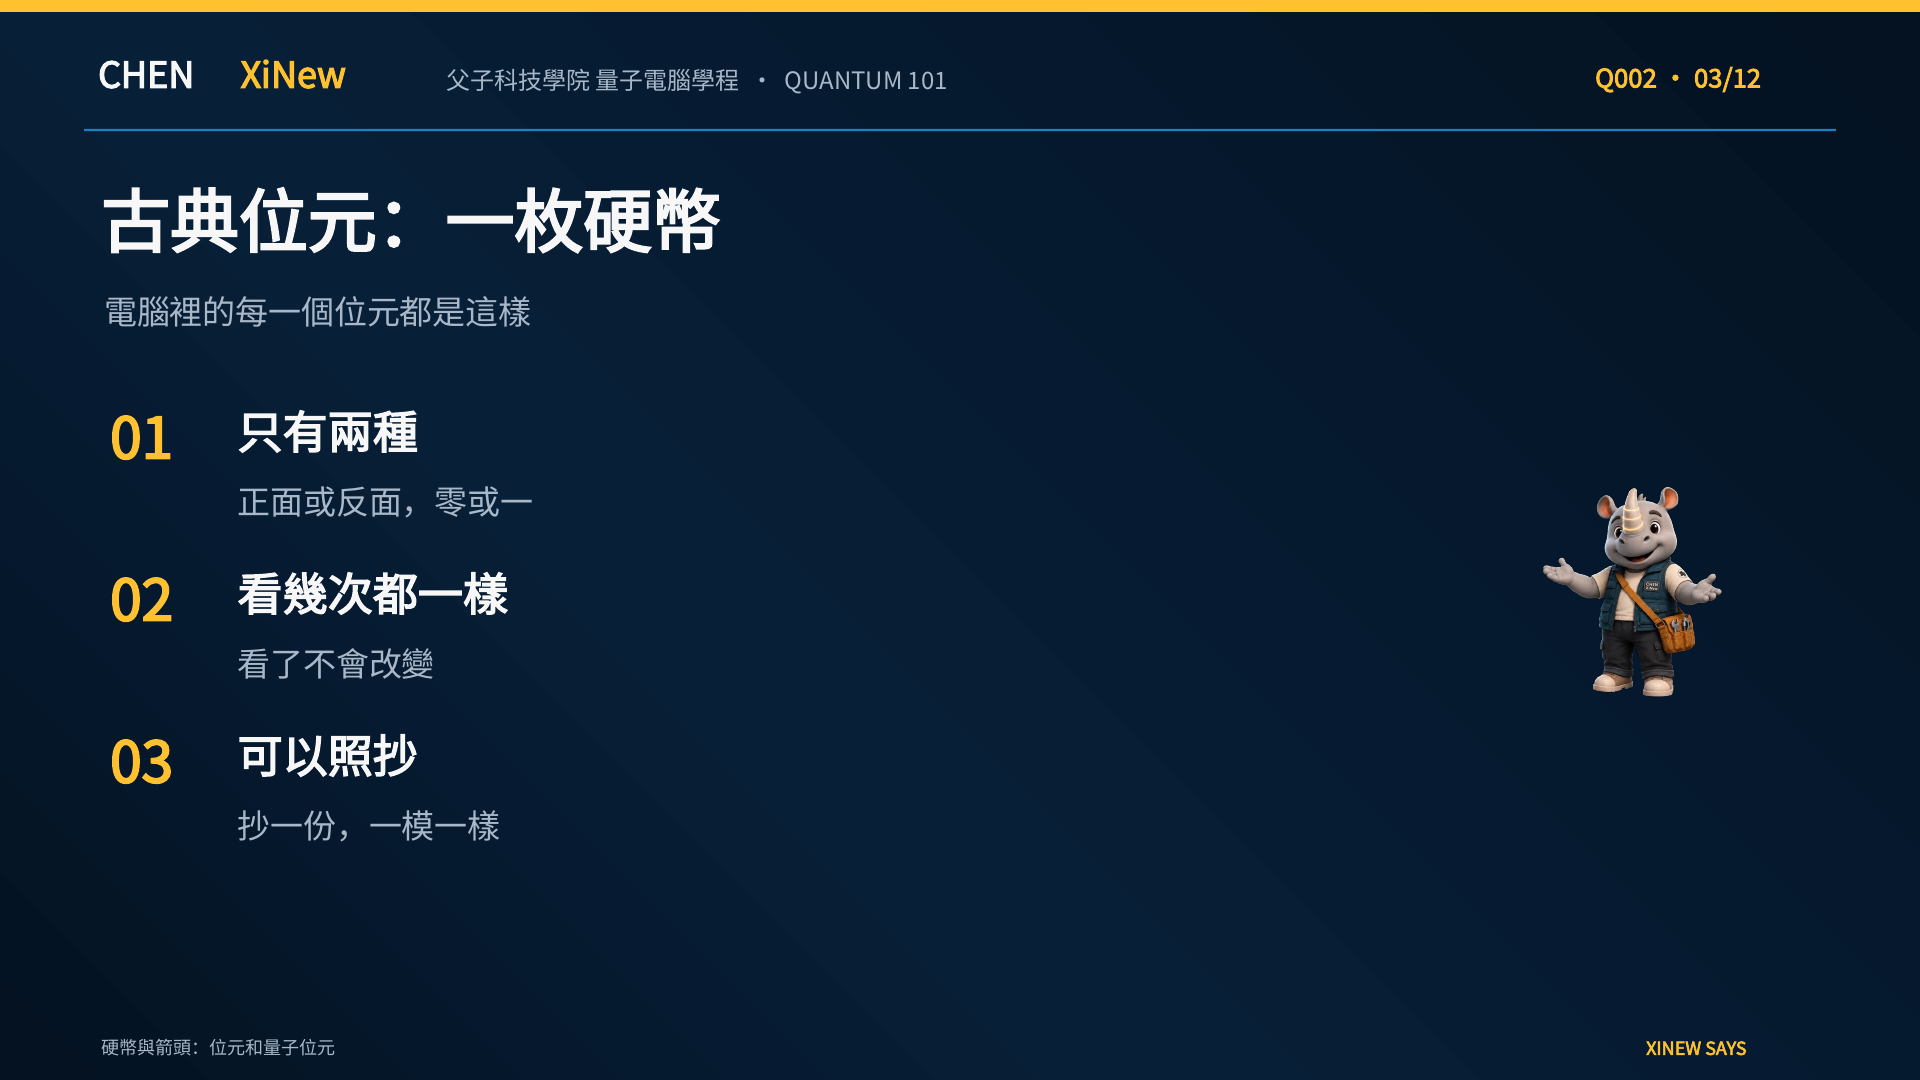 CHEN XiNew 父子科技學院 量子電腦學程 • QUANTUM 101 Q002 • 03/12
古典位元：一枚硬幣
電腦裡的每一個位元都是這樣
01 只有兩種
正面或反面，零或一
02 看幾次都一樣
看了不會改變
03 可以照抄
抄一份，一模一樣
硬幣與箭頭：位元和量子位元 XINEW SAYS